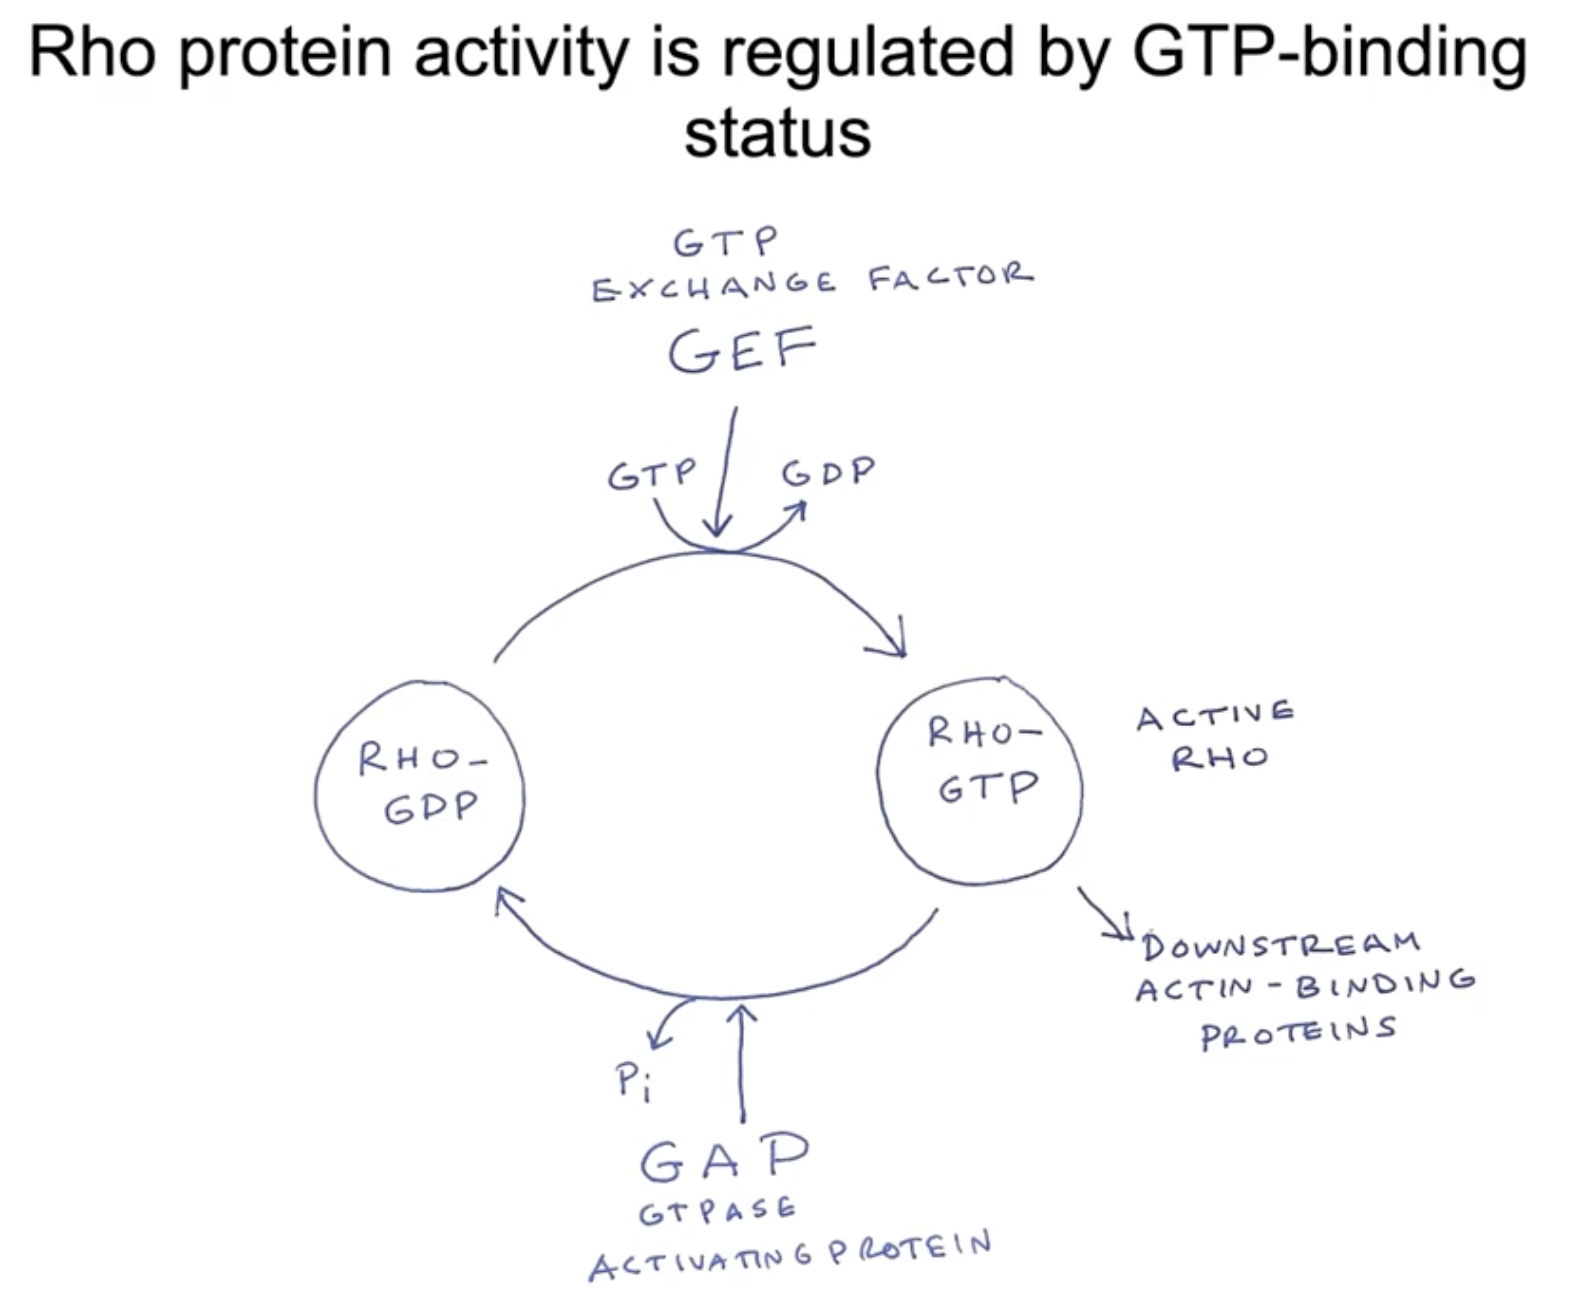 Rho protein activity is regulated by GTP-binding
status
GTP
EXCHANGE FACTOR
GEF
GTP
GDP
RHO-
GDP
RHO-
GTP
ACTIVE
RHO
DOWNSTREAM
ACTIN-BINDING
PROTEINS
Pi
GAP
GTPASE
ACTIVATING PROTEIN